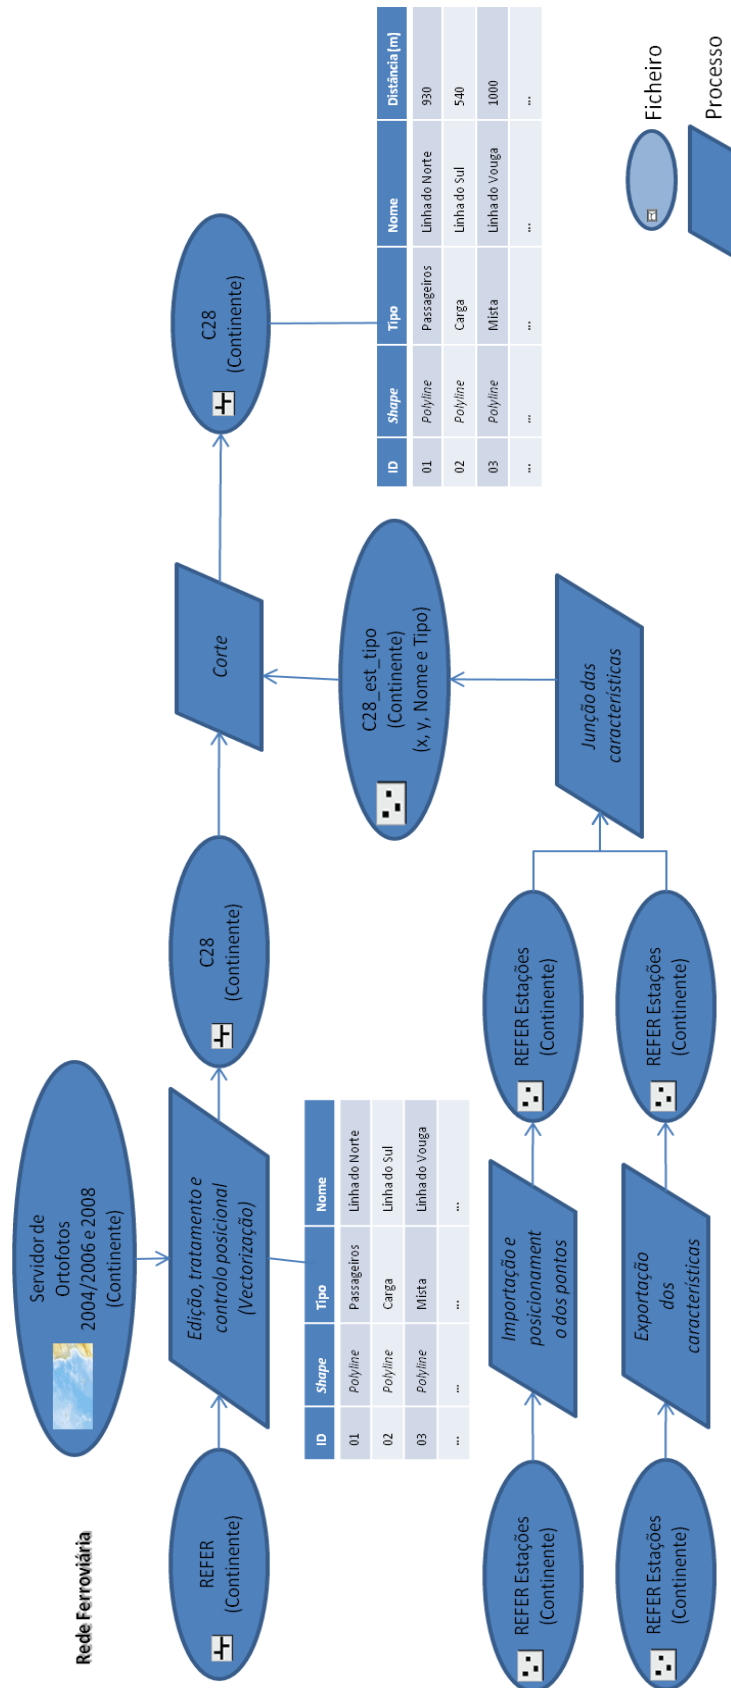 Rede Ferroviária
Servidor de
Ortofotos
2004/2006 e 2008
(Continente)
REFER
(Continente)
Edição, tratamento e
controlo posicional
(Vectorização)
C28
(Continente)
Corte
C28
(Continente)
ID Shape Tipo Nome
01 Polyline Passageiros Linha do Norte
02 Polyline Carga Linha do Sul
03 Polyline Mista Linha do Vouga
... ... ... ...
C28_est_tipo
(Continente)
(x, y, Nome e Tipo)
ID Shape Tipo Nome Distância (m)
01 Polyline Passageiros Linha do Norte 930
02 Polyline Carga Linha do Sul 540
03 Polyline Mista Linha do Vouga 1000
... ... ... ... ...
REFER Estações
(Continente)
Importação e
posicionament
o dos pontos
REFER Estações
(Continente)
Junção das
características
REFER Estações
(Continente)
Exportação
dos
características
REFER Estações
(Continente)
Ficheiro
Processo